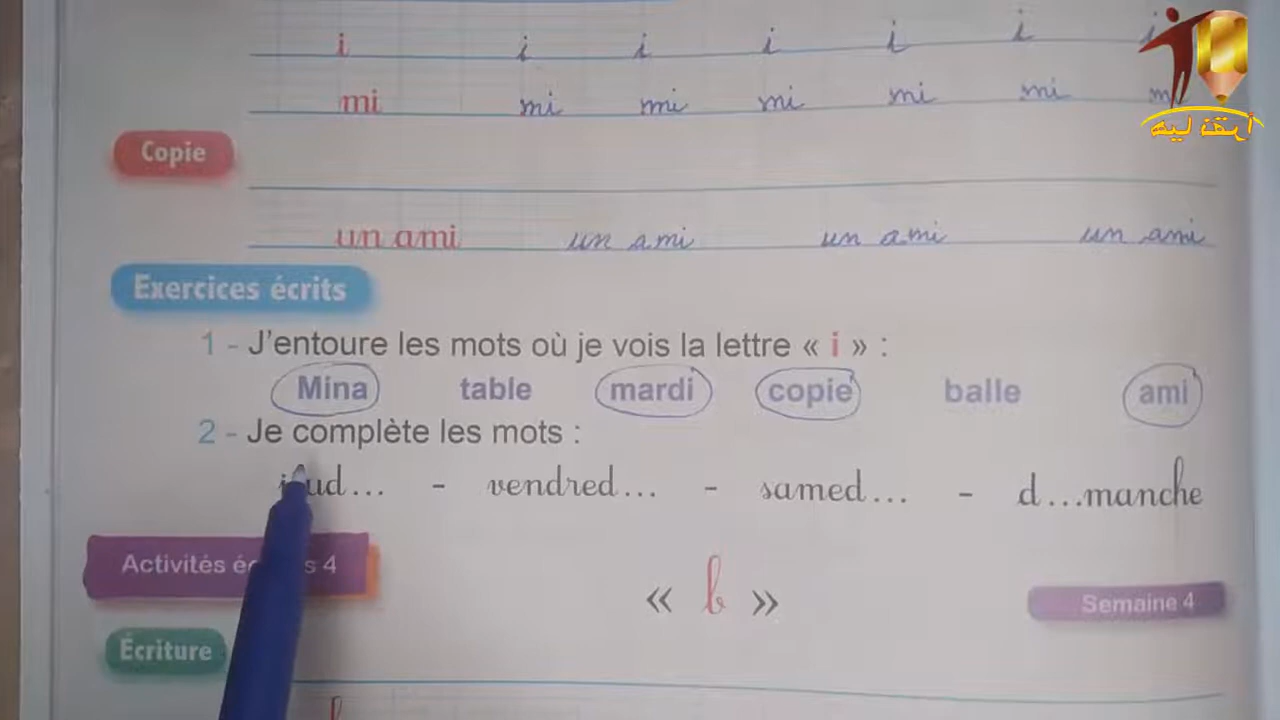 i i i i i i i
mi mi mi mi mi mi
Copie
un ami un ami un ami un ami
Exercices écrits
1 - J'entoure les mots où je vois la lettre « i » :
Mina table mardi copie balle ami
2 - Je complète les mots :
ud... - vendred... - samed... - d...manche
Activités 4
« b »
Semaine 4
Écriture